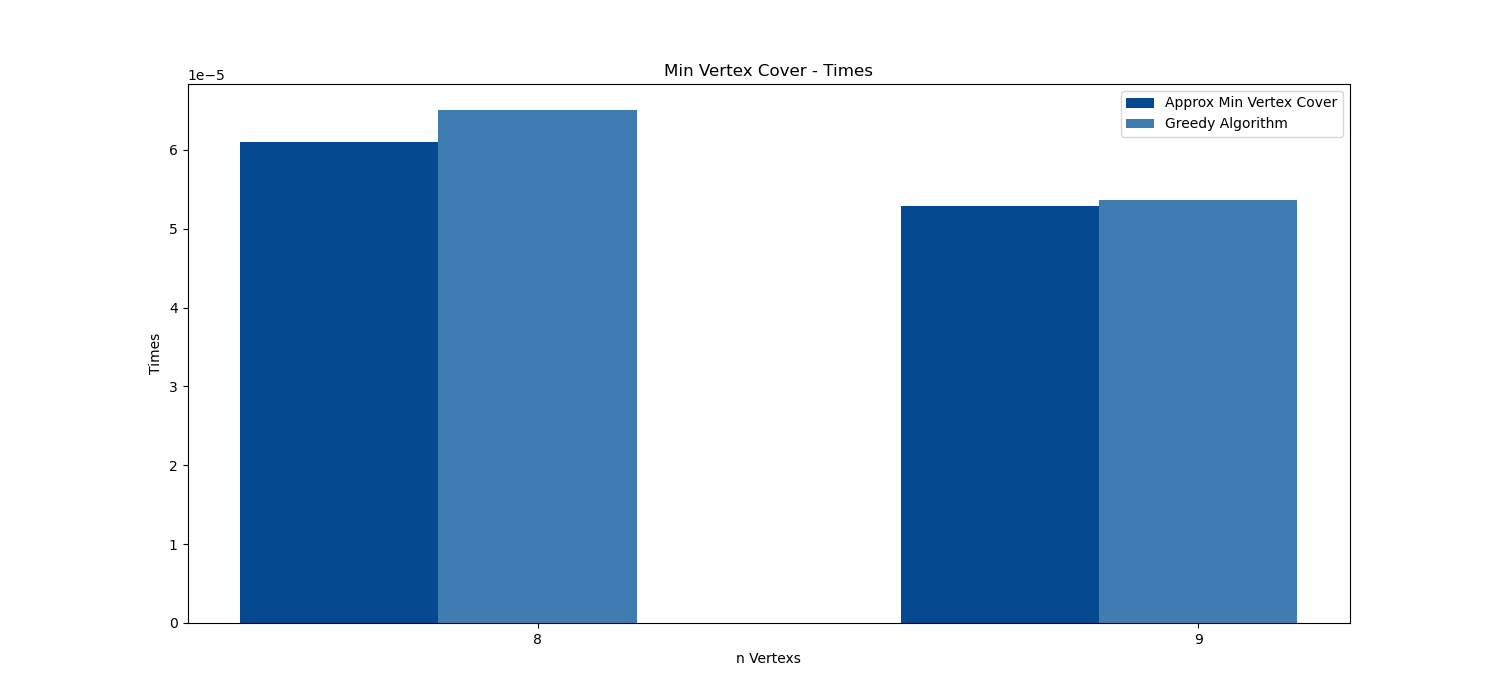 Min Vertex Cover - Times
1e−5
Approx Min Vertex Cover
Greedy Algorithm
6
5
4
3
2
1
0
Times
8
9
n Vertexs